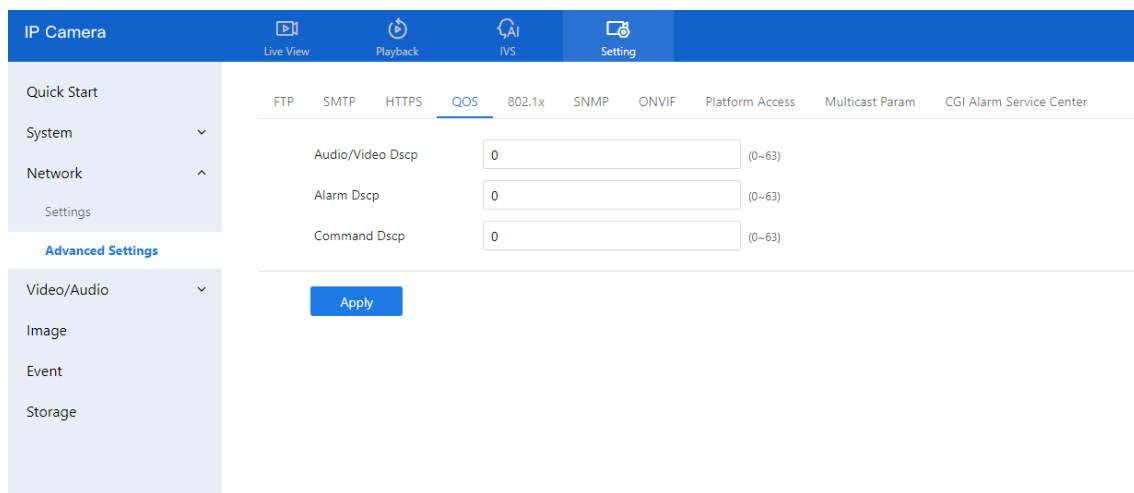 IP Camera
Live View
Playback
AI
IVS
Setting
Quick Start
System
Network
Settings
Advanced Settings
Video/Audio
Image
Event
Storage
FTP SMTP HTTPS QOS 802.1x SNMP ONVIF Platform Access Multicast Param CGI Alarm Service Center
Audio/Video Dscp 0 (0~63)
Alarm Dscp 0 (0~63)
Command Dscp 0 (0~63)
Apply